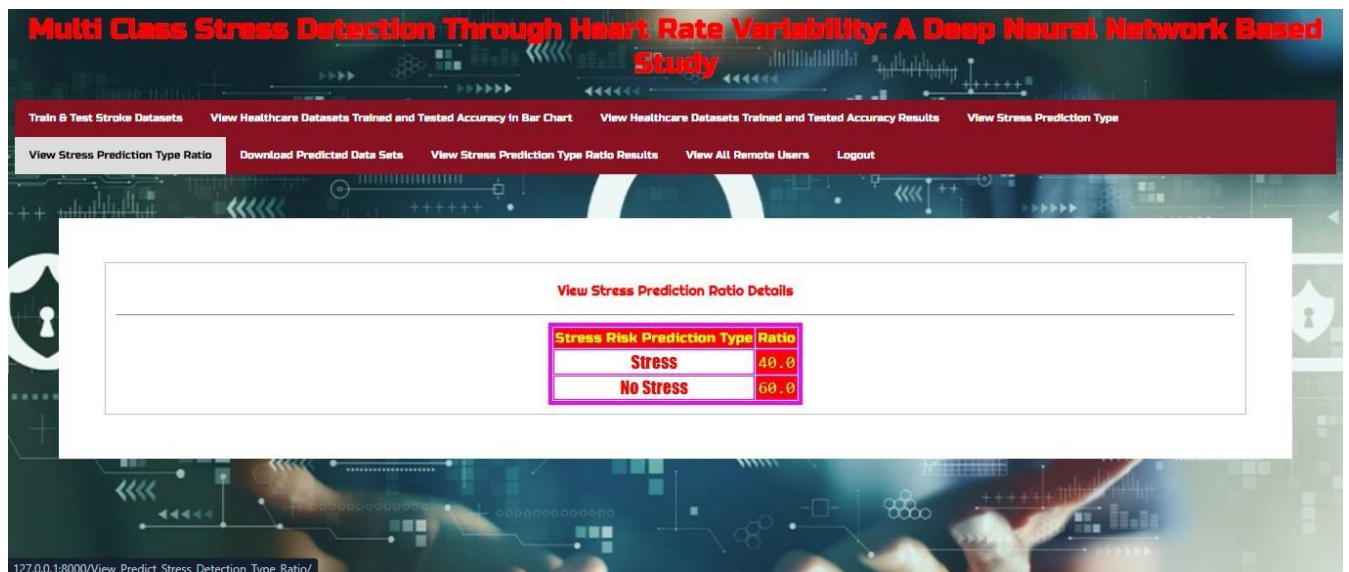 Multi Class Stress Detection Through Heart Rate Variability: A Deep Neural Network Based
Study
Train & Test Stroke Datasets View Healthcare Datasets Trained and Tested Accuracy in Bar Chart View Healthcare Datasets Trained and Tested Accuracy Results View Stress Prediction Type
View Stress Prediction Type Ratio Download Predicted Data Sets View Stress Prediction Type Ratio Results View All Remote Users Logout
View Stress Prediction Ratio Details
Stress Risk Prediction Type Ratio
Stress 40.0
No Stress 60.0
127.0.0.1:8000/View_Predict_Stress_Detection_Type_Ratio/